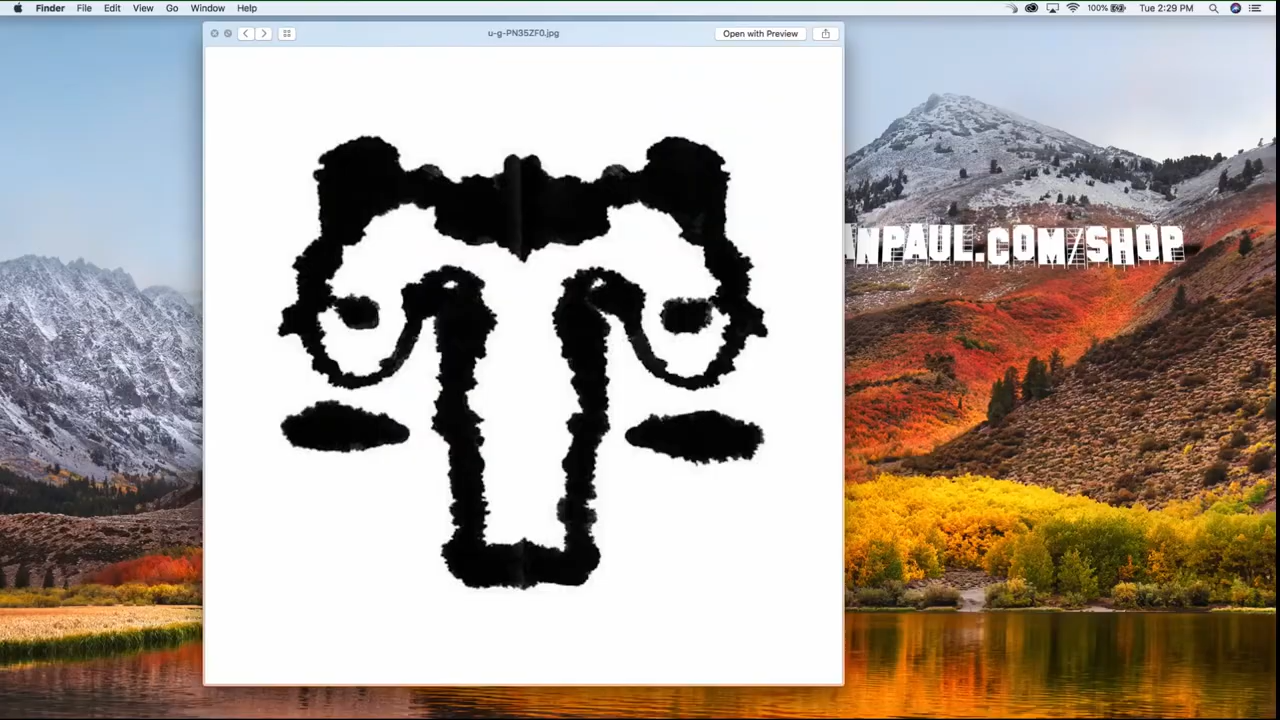 Finder File Edit View Go Window Help 100% Tue 2:29 PM
u-g-PN35ZF0.jpg Open with Preview
ANPAUL.COM/SHOP